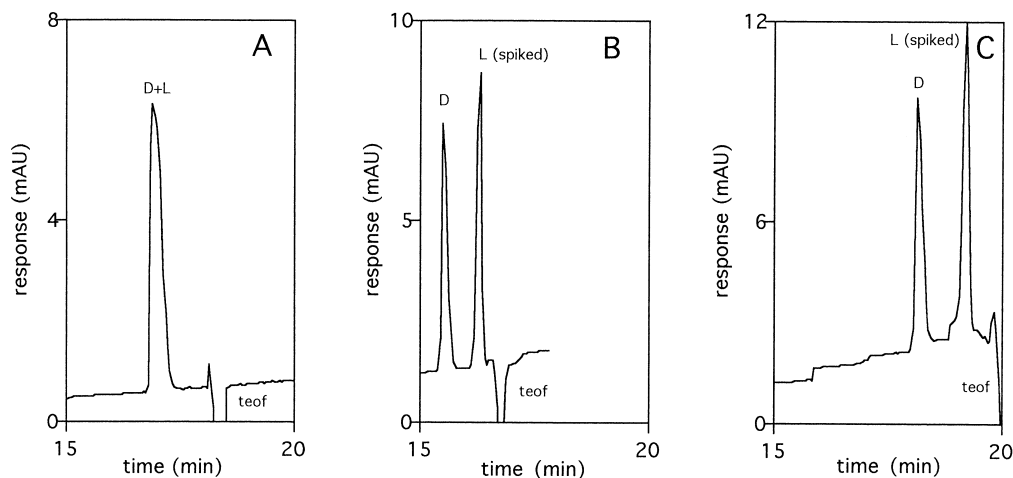 8
A
D+L
response (mAU)
4
teof
0
15
20
time (min)
10
B
L (spiked)
D
response (mAU)
5
teof
0
15
20
time (min)
12
L (spiked)
C
D
response (mAU)
6
teof
0
15
20
time (min)